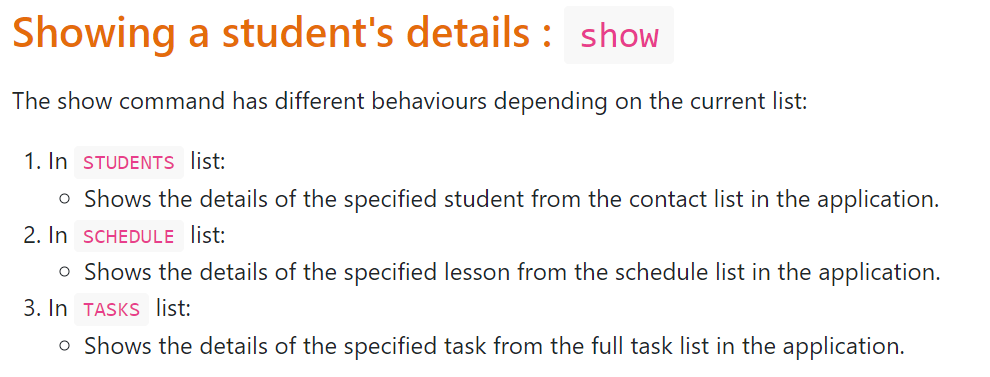 Showing a student's details : show
The show command has different behaviours depending on the current list:
1. In STUDENTS list:
○ Shows the details of the specified student from the contact list in the application.
2. In SCHEDULE list:
○ Shows the details of the specified lesson from the schedule list in the application.
3. In TASKS list:
○ Shows the details of the specified task from the full task list in the application.